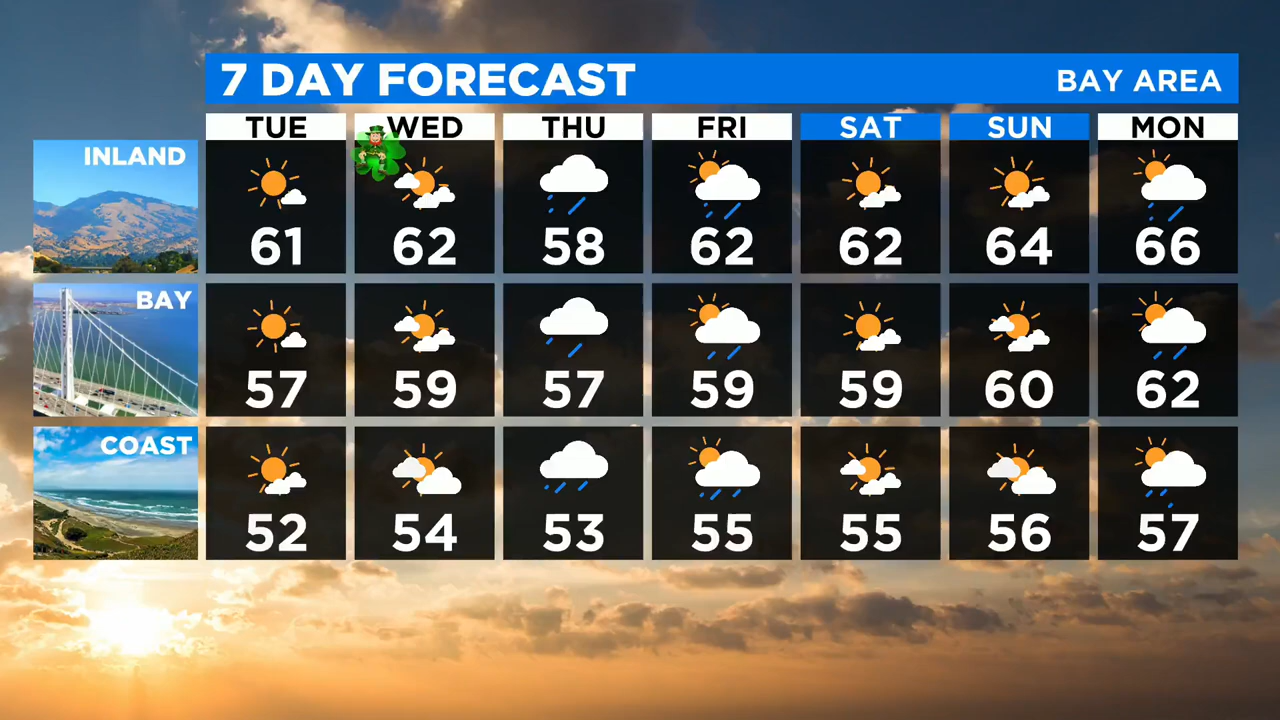 7 DAY FORECAST BAY AREA
TUE WED THU FRI SAT SUN MON
INLAND
61 62 58 62 62 64 66
BAY
57 59 57 59 59 60 62
COAST
52 54 53 55 55 56 57